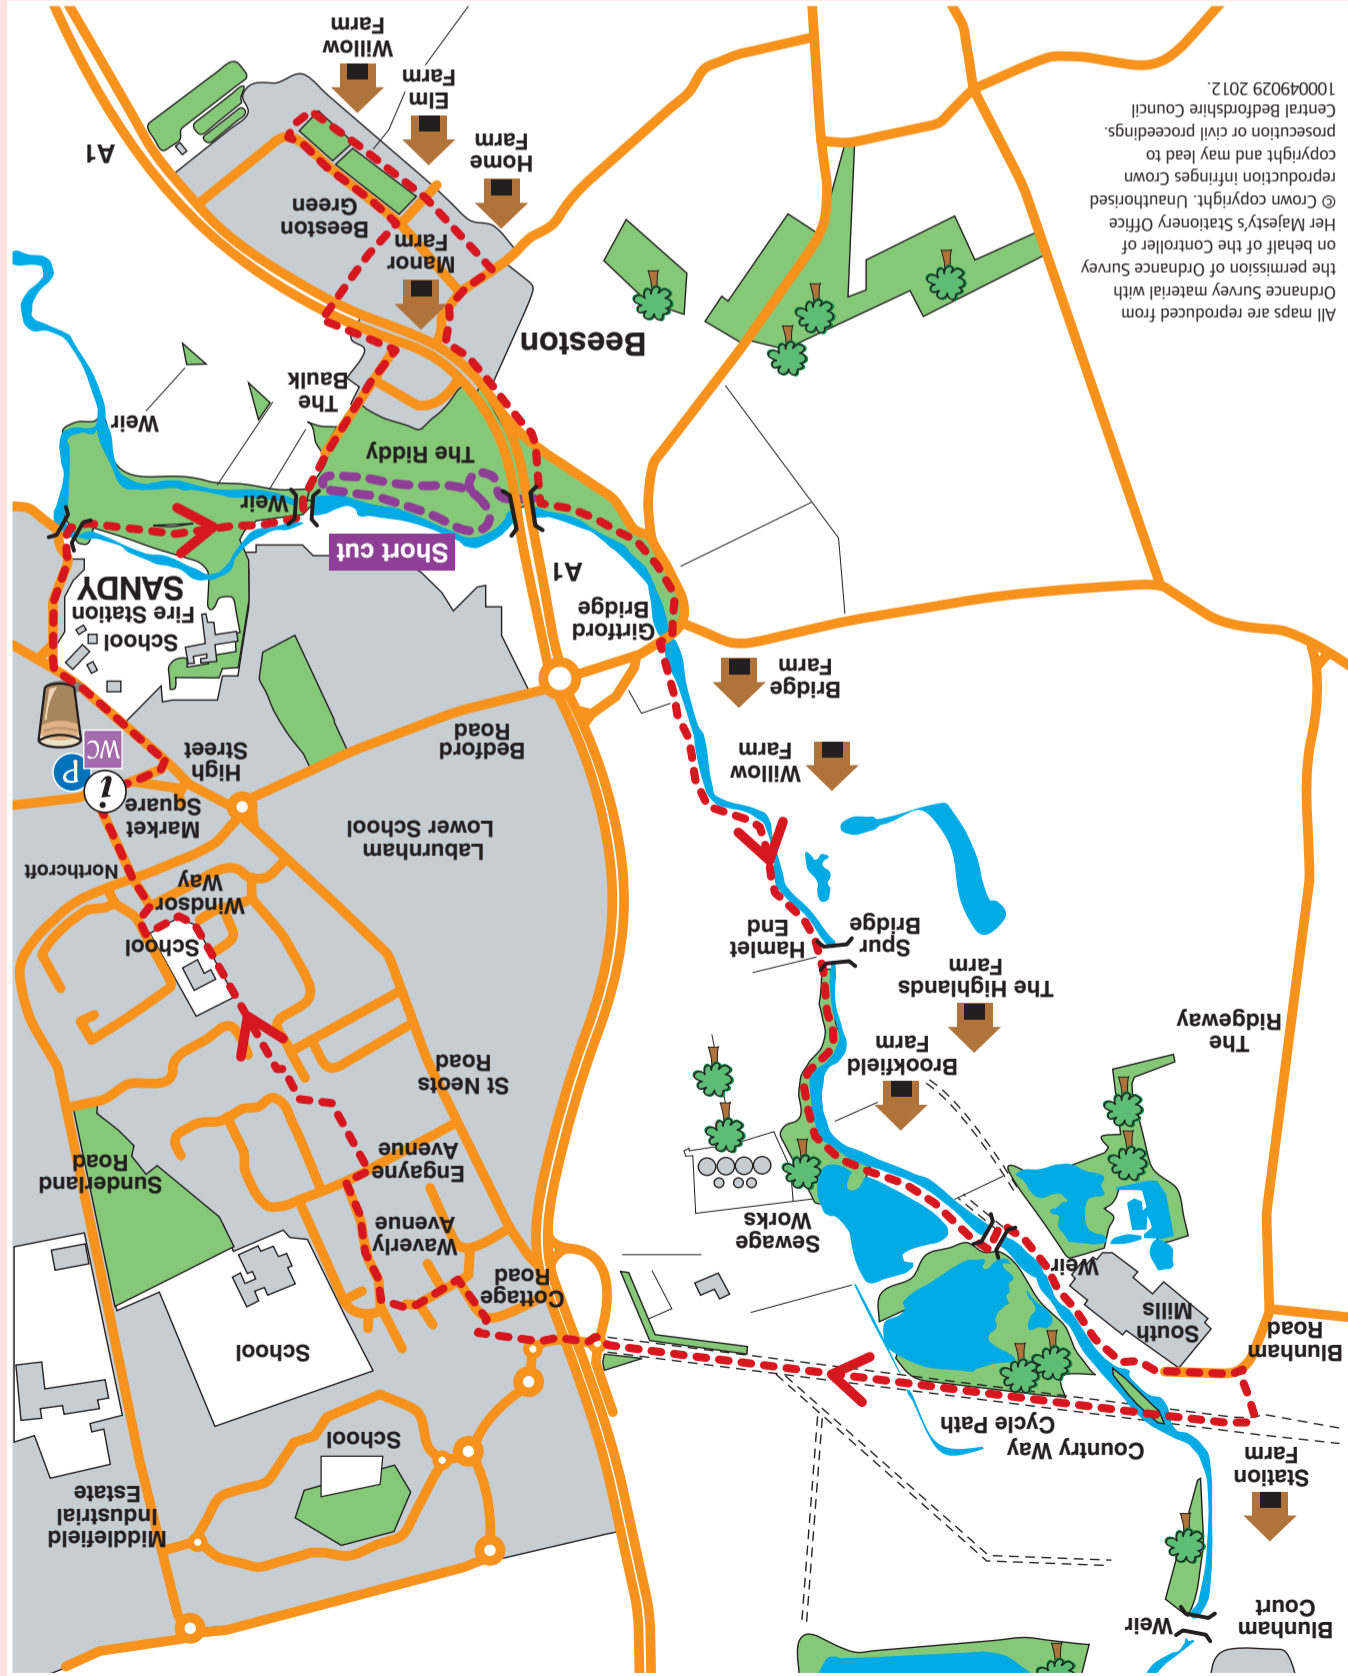 Blunham
Court
Weir
Station
Farm
Middlefield
Industrial
Estate
School
Country Way
Cycle Path
Blunham
Road
School
South
Mills
Cottage
Road
Weir
Sewage
Works
Waverly
Avenue
Engayne
Avenue
Sunderland
Road
St Neots
Road
Brookfield
Farm
The
Ridgeway
The Highlands
Farm
Spur
Bridge
Hamlet
End
School
Windsor
Way
Northcroft
Laburnham
Lower School
Market
Square
i
P
WC
High
Street
Willow
Farm
Bedford
Road
Bridge
Farm
Girtford
Bridge
School
Fire Station
SANDY
A1
Short cut
Weir
The Riddy
Weir
The
Baulk
Beeston
Manor
Farm
Beeston
Green
Home
Farm
A1
Elm
Farm
Willow
Farm
All maps are reproduced from
Ordnance Survey material with
the permission of Ordnance Survey
on behalf of the Controller of
Her Majesty's Stationery Office
© Crown copyright. Unauthorised
reproduction infringes Crown
copyright and may lead to
prosecution or civil proceedings.
Central Bedfordshire Council
100049029 2012.